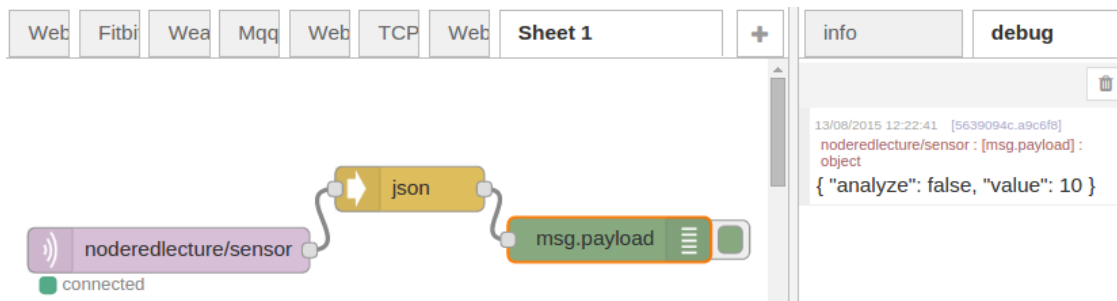 Web Fitbi Wea Mqq Web TCP Web Sheet 1 + info debug
13/08/2015 12:22:41 [5639094c.a9c6f8]
noderedlecture/sensor : [msg.payload] :
object
{ "analyze": false, "value": 10 }
json
msg.payload
noderedlecture/sensor
connected